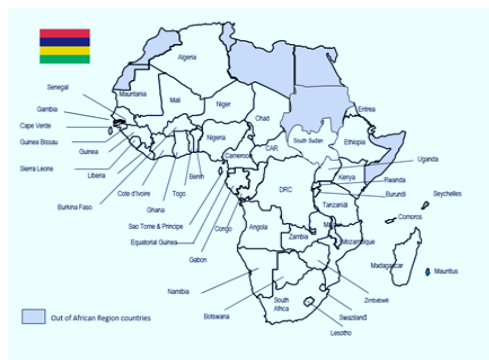 Algeria
Senegal
Mauritania
Mali
Niger
Chad
Eritrea
Gambia
Cape Verde
Guinea Bissau
Guinea
Nigeria
South Sudan
Ethiopia
Cameroon
CAR
Uganda
Sierra Leone
Liberia
Benin
Kenya
Rwanda
Cote d'Ivoire
Togo
DRC
Burundi
Seychelles
Burkina Faso
Ghana
Tanzania
Sao Tome & Principe
Congo
Angola
Comoros
Equatorial Guinea
Zambia
Mozambique
Gabon
Madagascar
Mauritius
Namibia
South
Africa
Zimbabwe
Botswana
Swaziland
Lesotho
Out of African Region countries